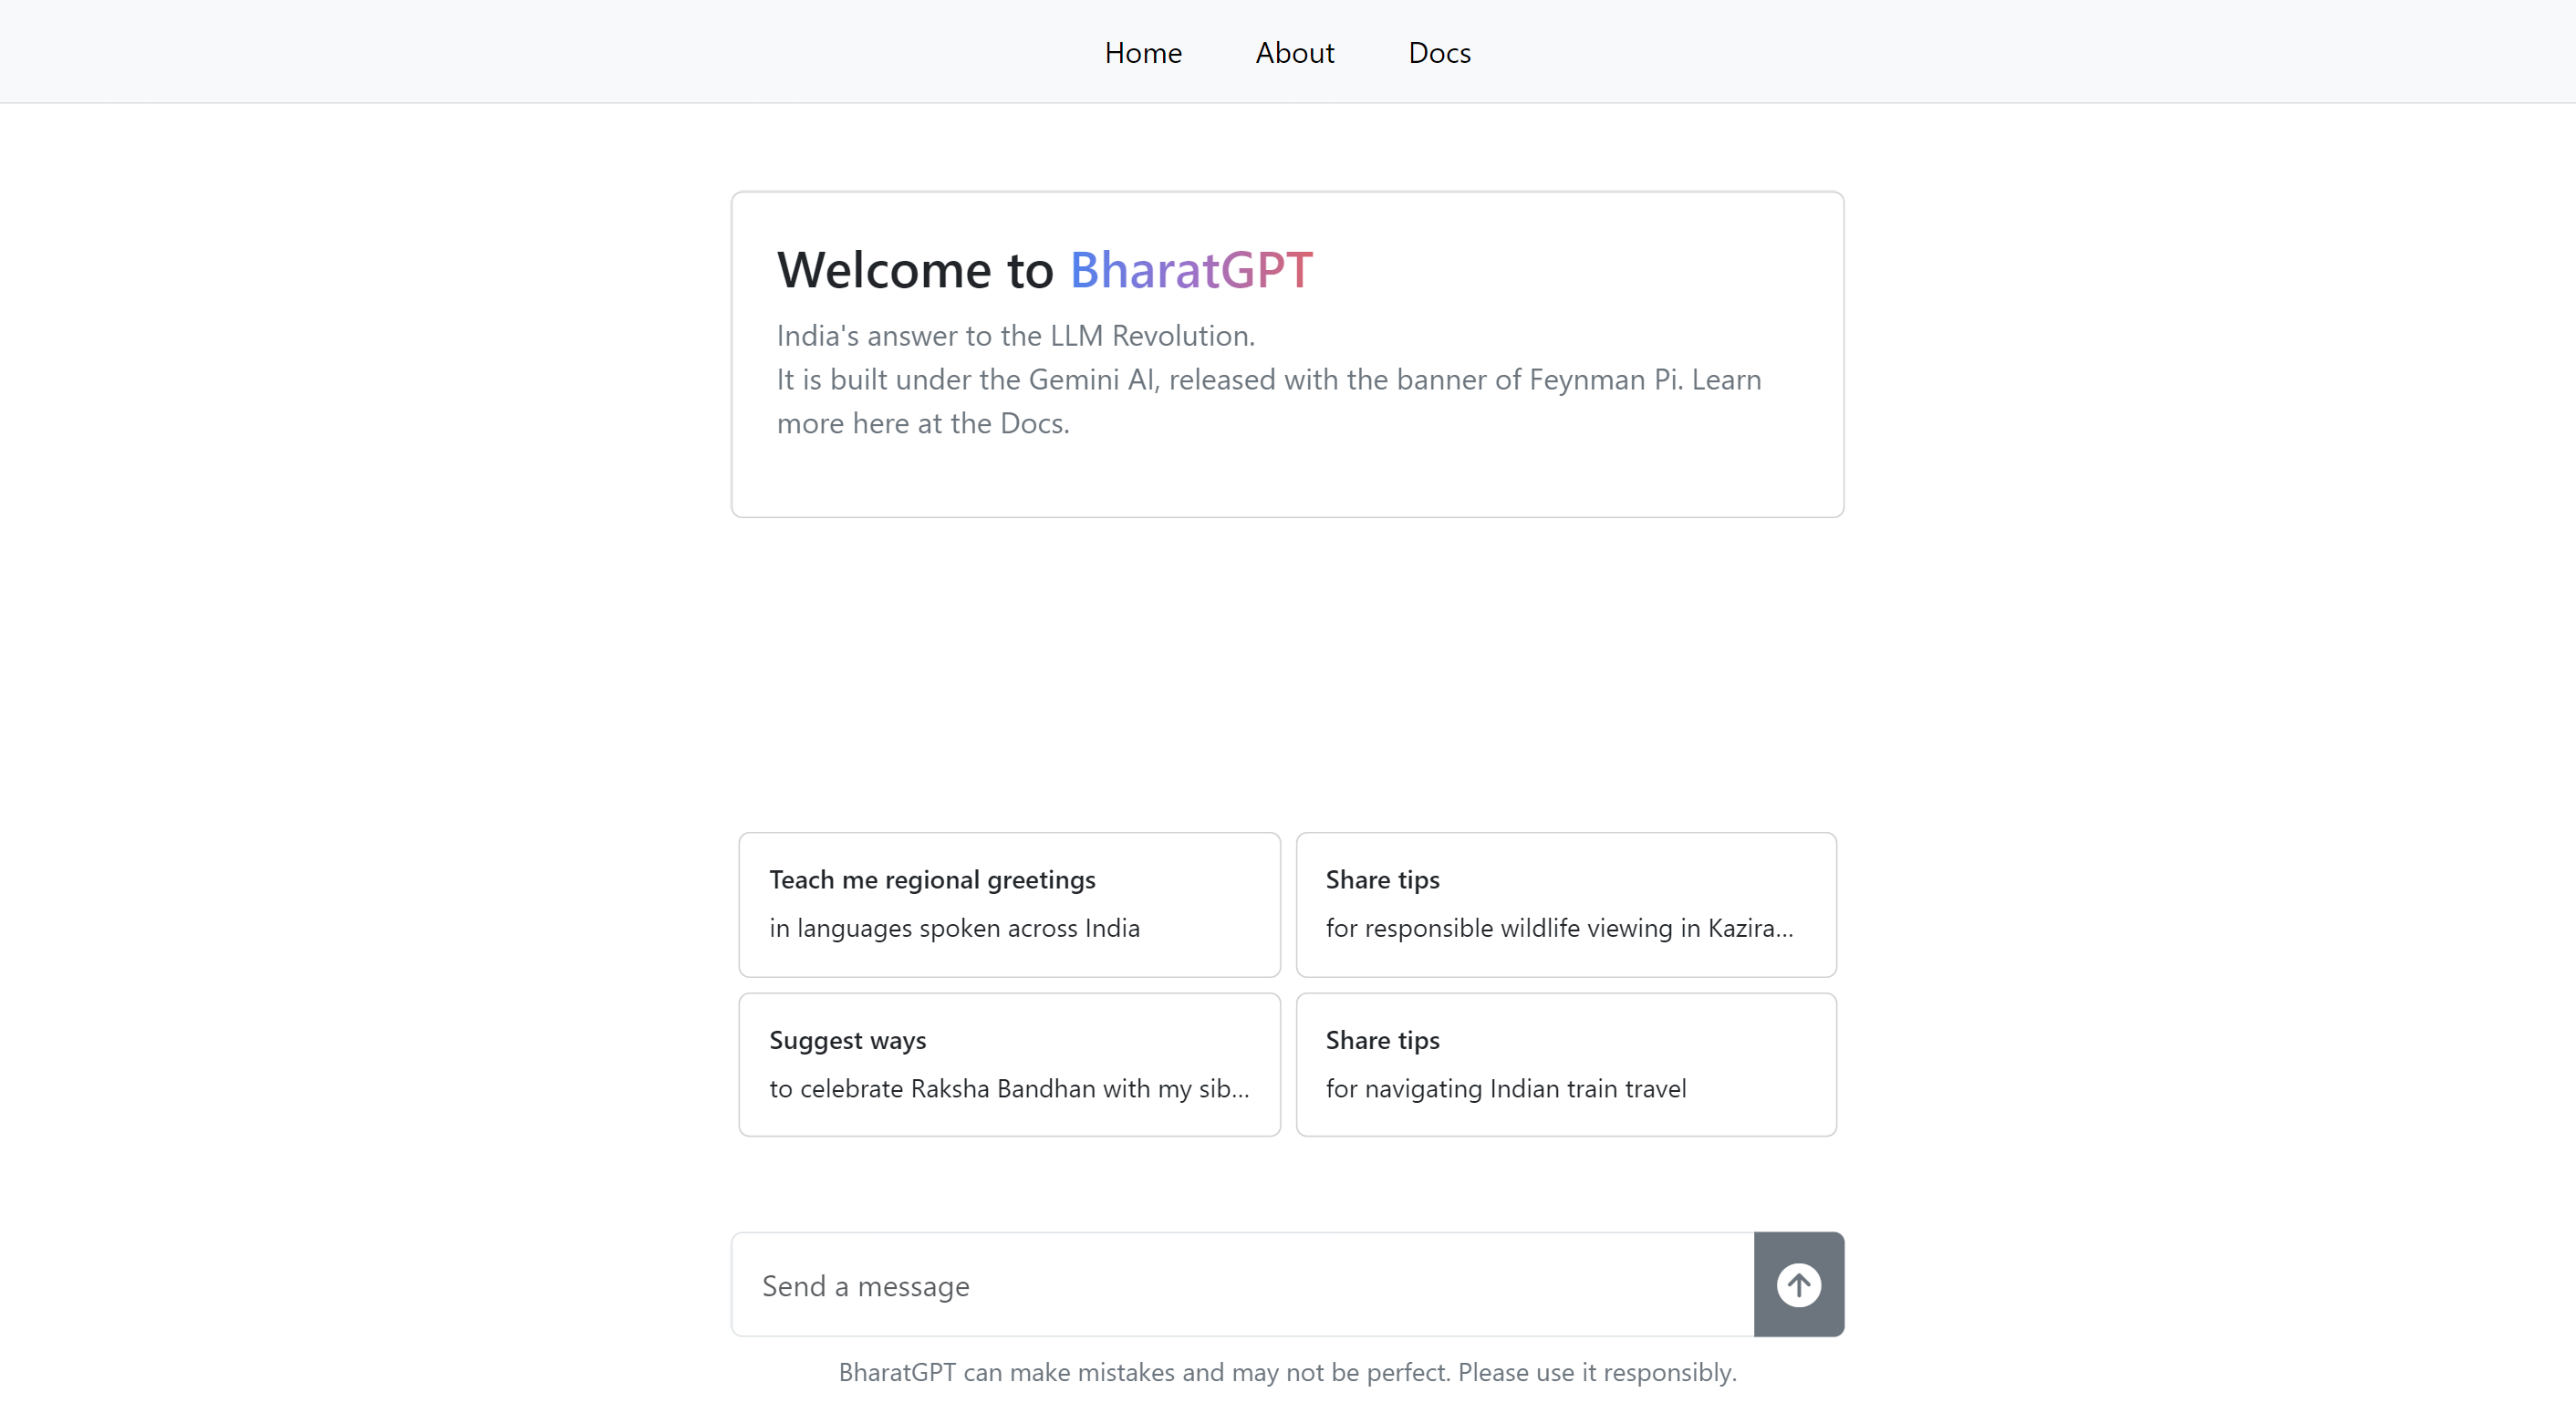 Home About Docs
Welcome to BharatGPT
India's answer to the LLM Revolution.
It is built under the Gemini AI, released with the banner of Feynman Pi. Learn
more here at the Docs.
Teach me regional greetings
in languages spoken across India
Share tips
for responsible wildlife viewing in Kazira...
Suggest ways
to celebrate Raksha Bandhan with my sib...
Share tips
for navigating Indian train travel
Send a message
BharatGPT can make mistakes and may not be perfect. Please use it responsibly.